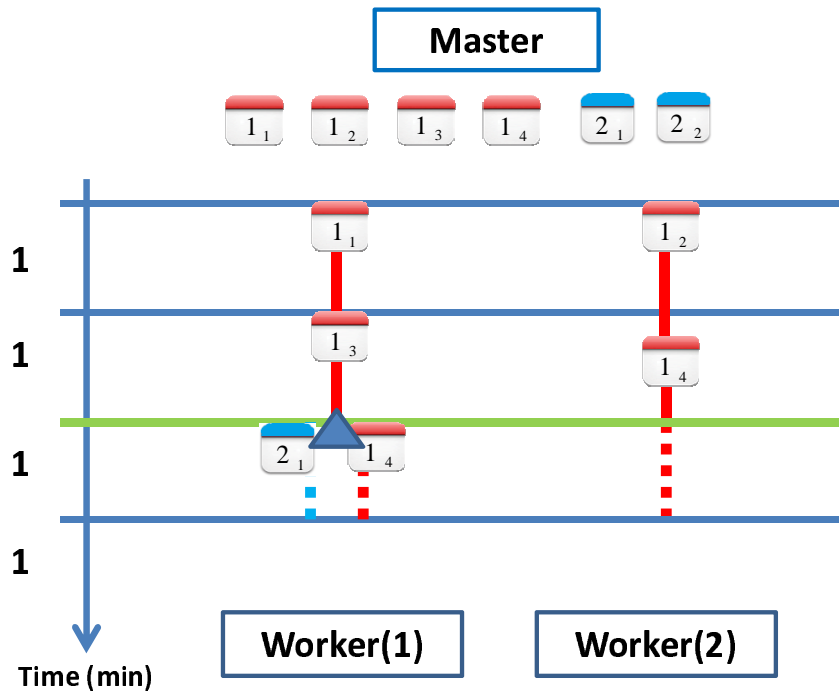 Master
1 1 1 2 1 3 1 4 2 1 2 2
1 1 1 2
1
1 3
1 1 4
2 1 1 4
1
1
Worker(1) Worker(2)
Time (min)